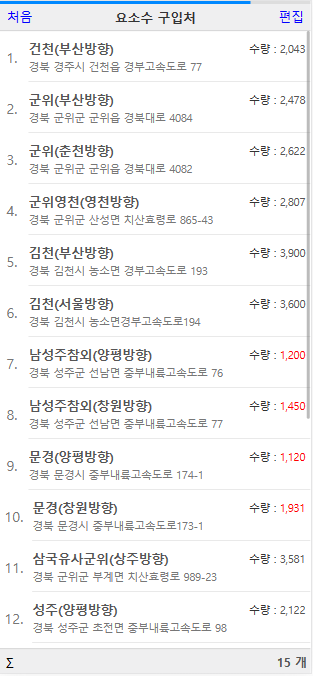 처음 요소수 구입처 편집
1. 건천(부산방향) 수량 : 2,043
경북 경주시 건천읍 경부고속도로 77
2. 군위(부산방향) 수량 : 2,478
경북 군위군 군위읍 경북대로 4084
3. 군위(춘천방향) 수량 : 2,622
경북 군위군 군위읍 경북대로 4082
4. 군위영천(영천방향) 수량 : 2,807
경북 군위군 산성면 치산효령로 865-43
5. 김천(부산방향) 수량 : 3,900
경북 김천시 농소면 경부고속도로 193
6. 김천(서울방향) 수량 : 3,600
경북 김천시 농소면경부고속도로194
7. 남성주참외(양평방향) 수량 : 1,200
경북 성주군 선남면 중부내륙고속도로 76
8. 남성주참외(창원방향) 수량 : 1,450
경북 성주군 선남면 중부내륙고속도로 77
9. 문경(양평방향) 수량 : 1,120
경북 문경시 중부내륙고속도로 174-1
10. 문경(창원방향) 수량 : 1,931
경북 문경시 중부내륙고속도로173-1
11. 삼국유사군위(상주방향) 수량 : 3,581
경북 군위군 부계면 치산효령로 989-23
12. 성주(양평방향) 수량 : 2,122
경북 성주군 초전면 중부내륙고속도로 98
Σ 15 개